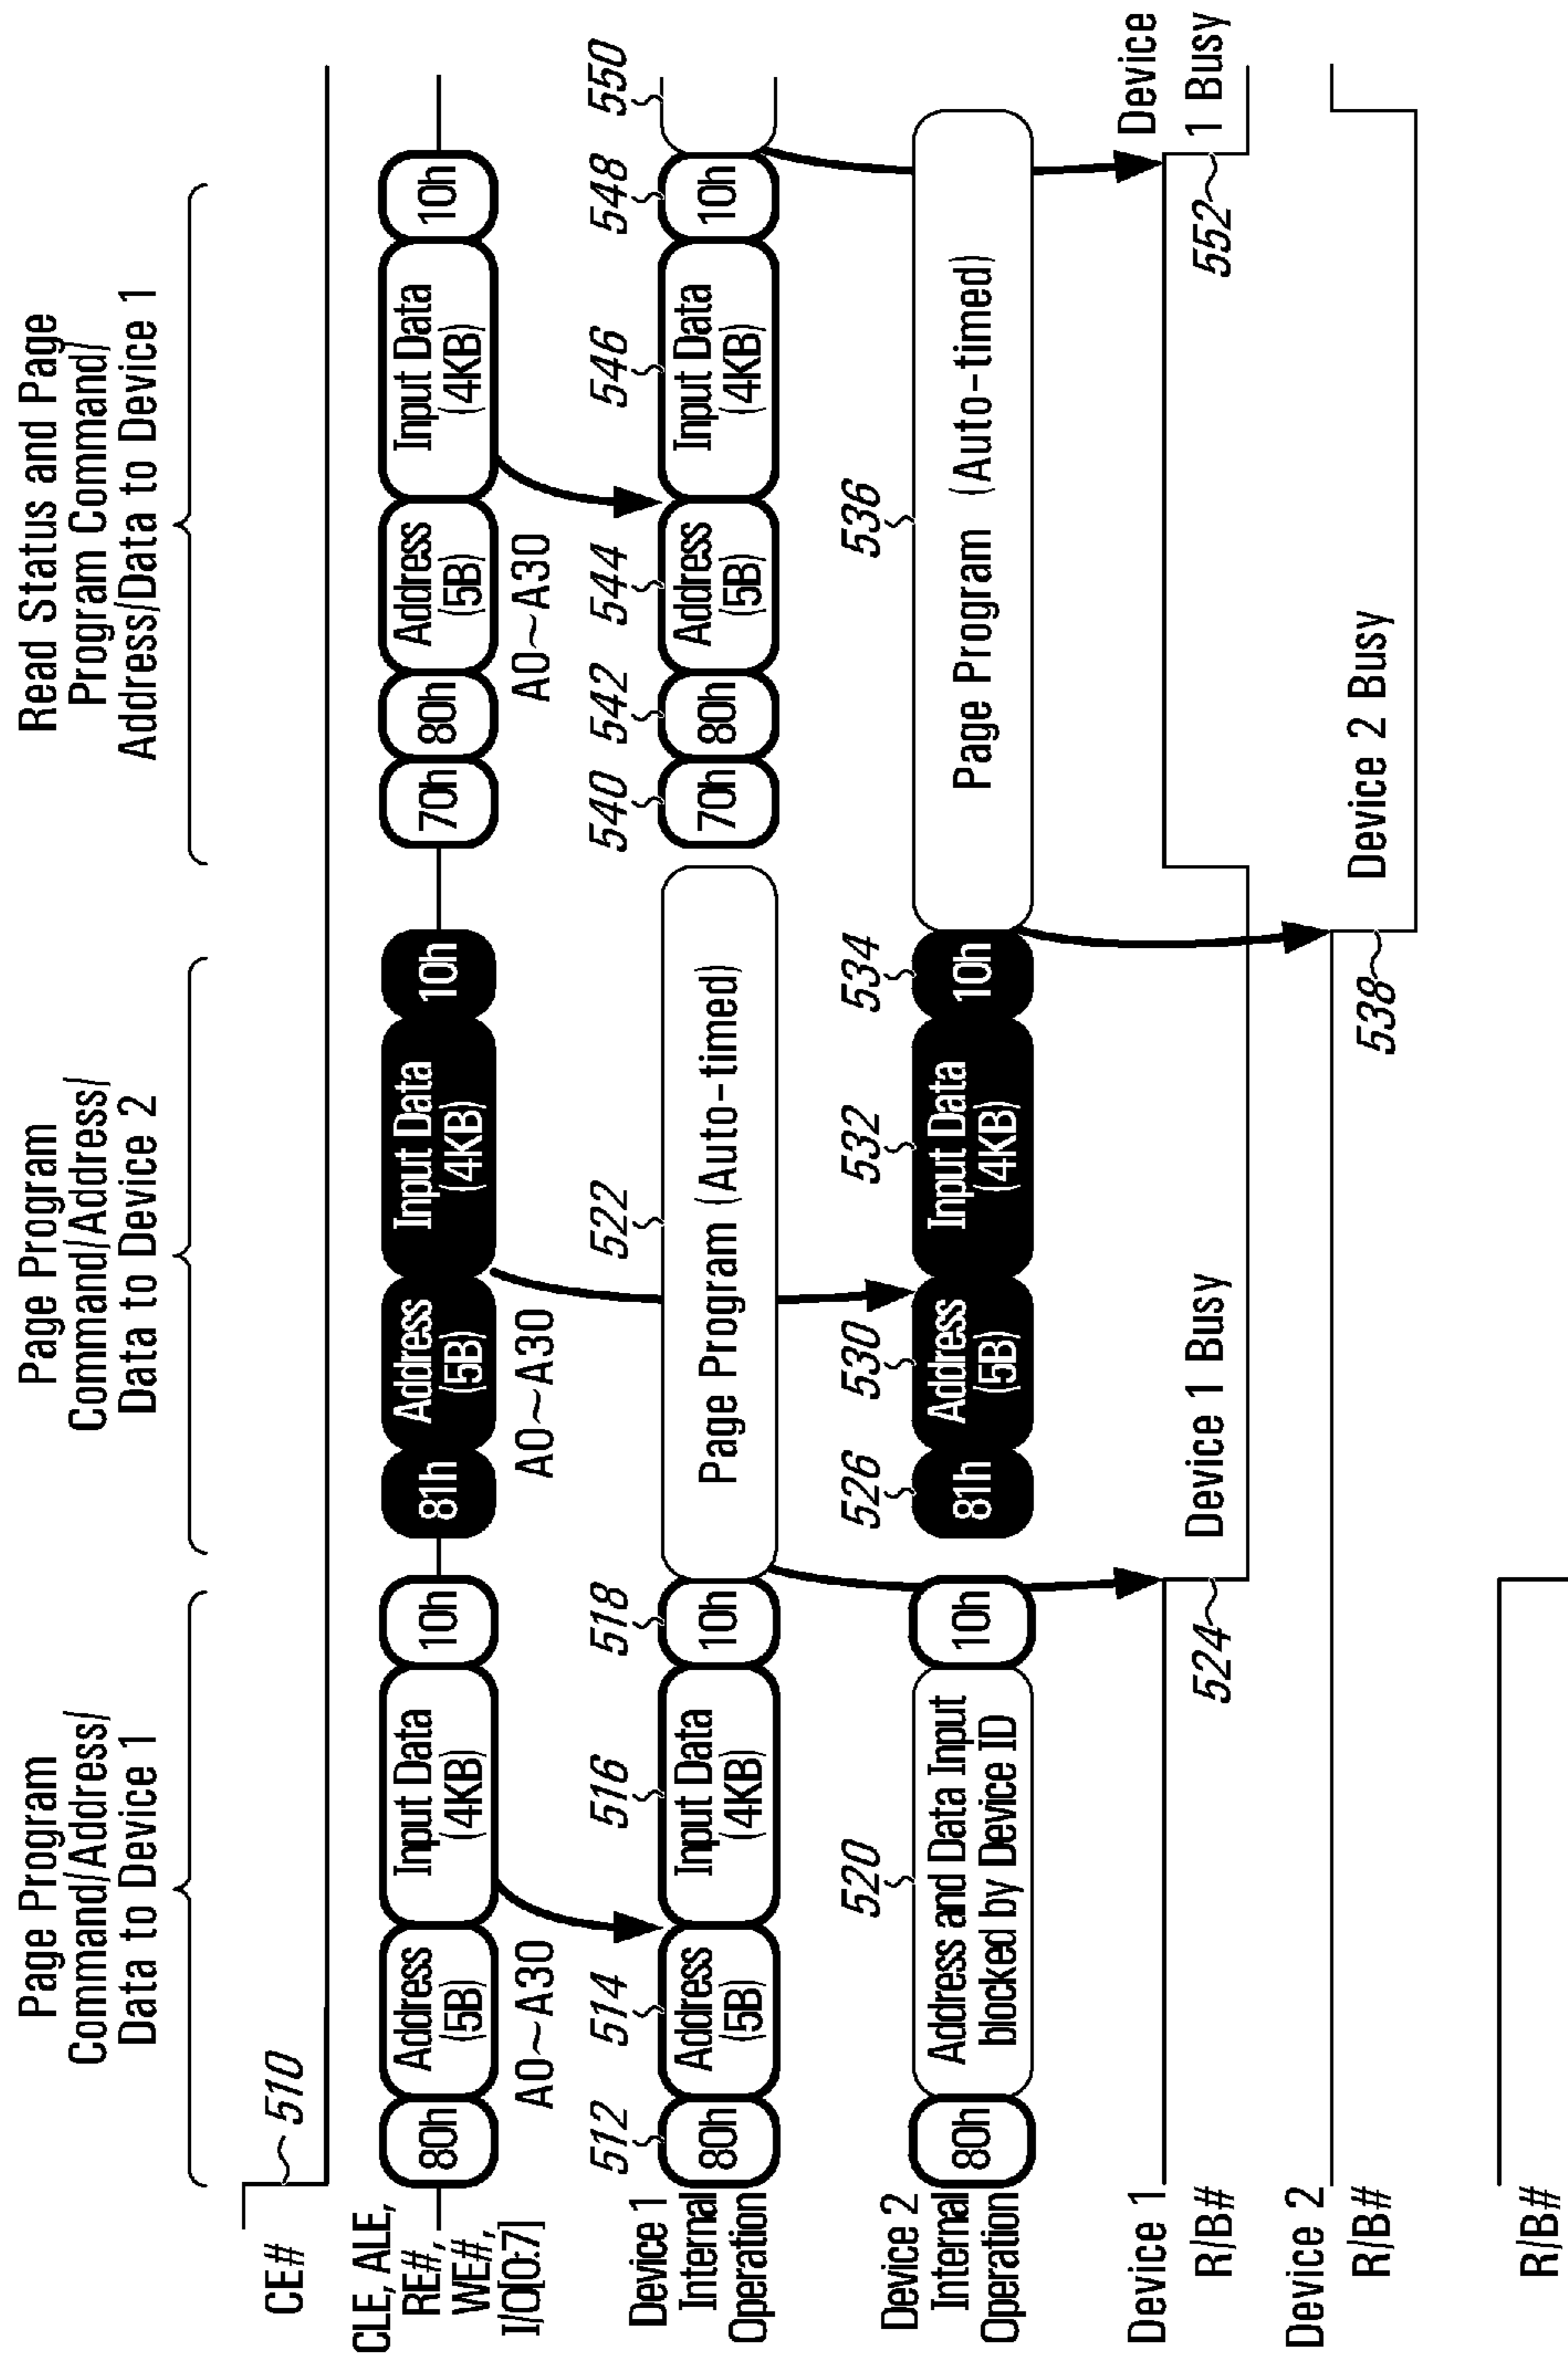 Page Program
Command/Address/
Data to Device 1
Page Program
Command/Address/
Data to Device 2
Read Status and Page
Program Command/
Address/Data to Device 1
CE#
510
CLE, ALE,
RE#,
WE#,
I/O[0:7]
80h
Address
(5B)
Input Data
(4KB)
10h
81h
Address
(5B)
Input Data
(4KB)
10h
70h
80h
Address
(5B)
Input Data
(4KB)
10h
A0~A30
A0~A30
A0~A30
512
514
516
518
522
540
542
544
546
548
550
Device 1
Internal
Operation
80h
Address
(5B)
Input Data
(4KB)
10h
Page Program (Auto-timed)
70h
80h
Address
(5B)
Input Data
(4KB)
10h
520
526
530
532
534
536
Device 2
Internal
Operation
80h
Address and Data Input
blocked by Device ID
10h
81h
Address
(5B)
Input Data
(4KB)
10h
Page Program (Auto-timed)
Device 1
R/B#
524
Device 1 Busy
552
Device
1 Busy
Device 2
R/B#
538
Device 2 Busy
R/B#